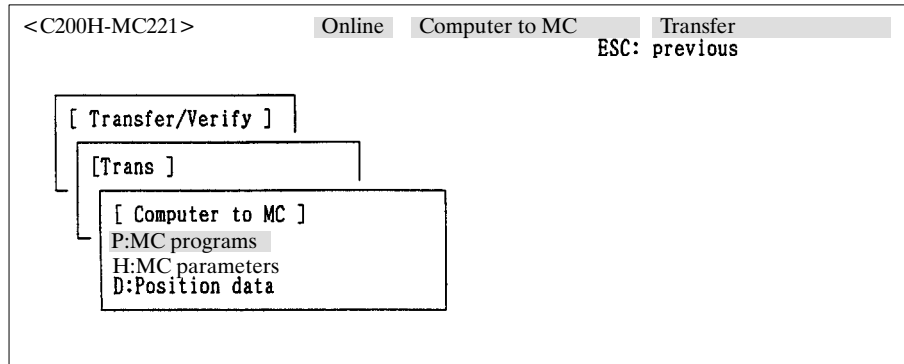 <C200H-MC221> Online Computer to MC Transfer
ESC: previous
[ Transfer/Verify ]
[Trans ]
[ Computer to MC ]
P:MC programs
H:MC parameters
D:Position data